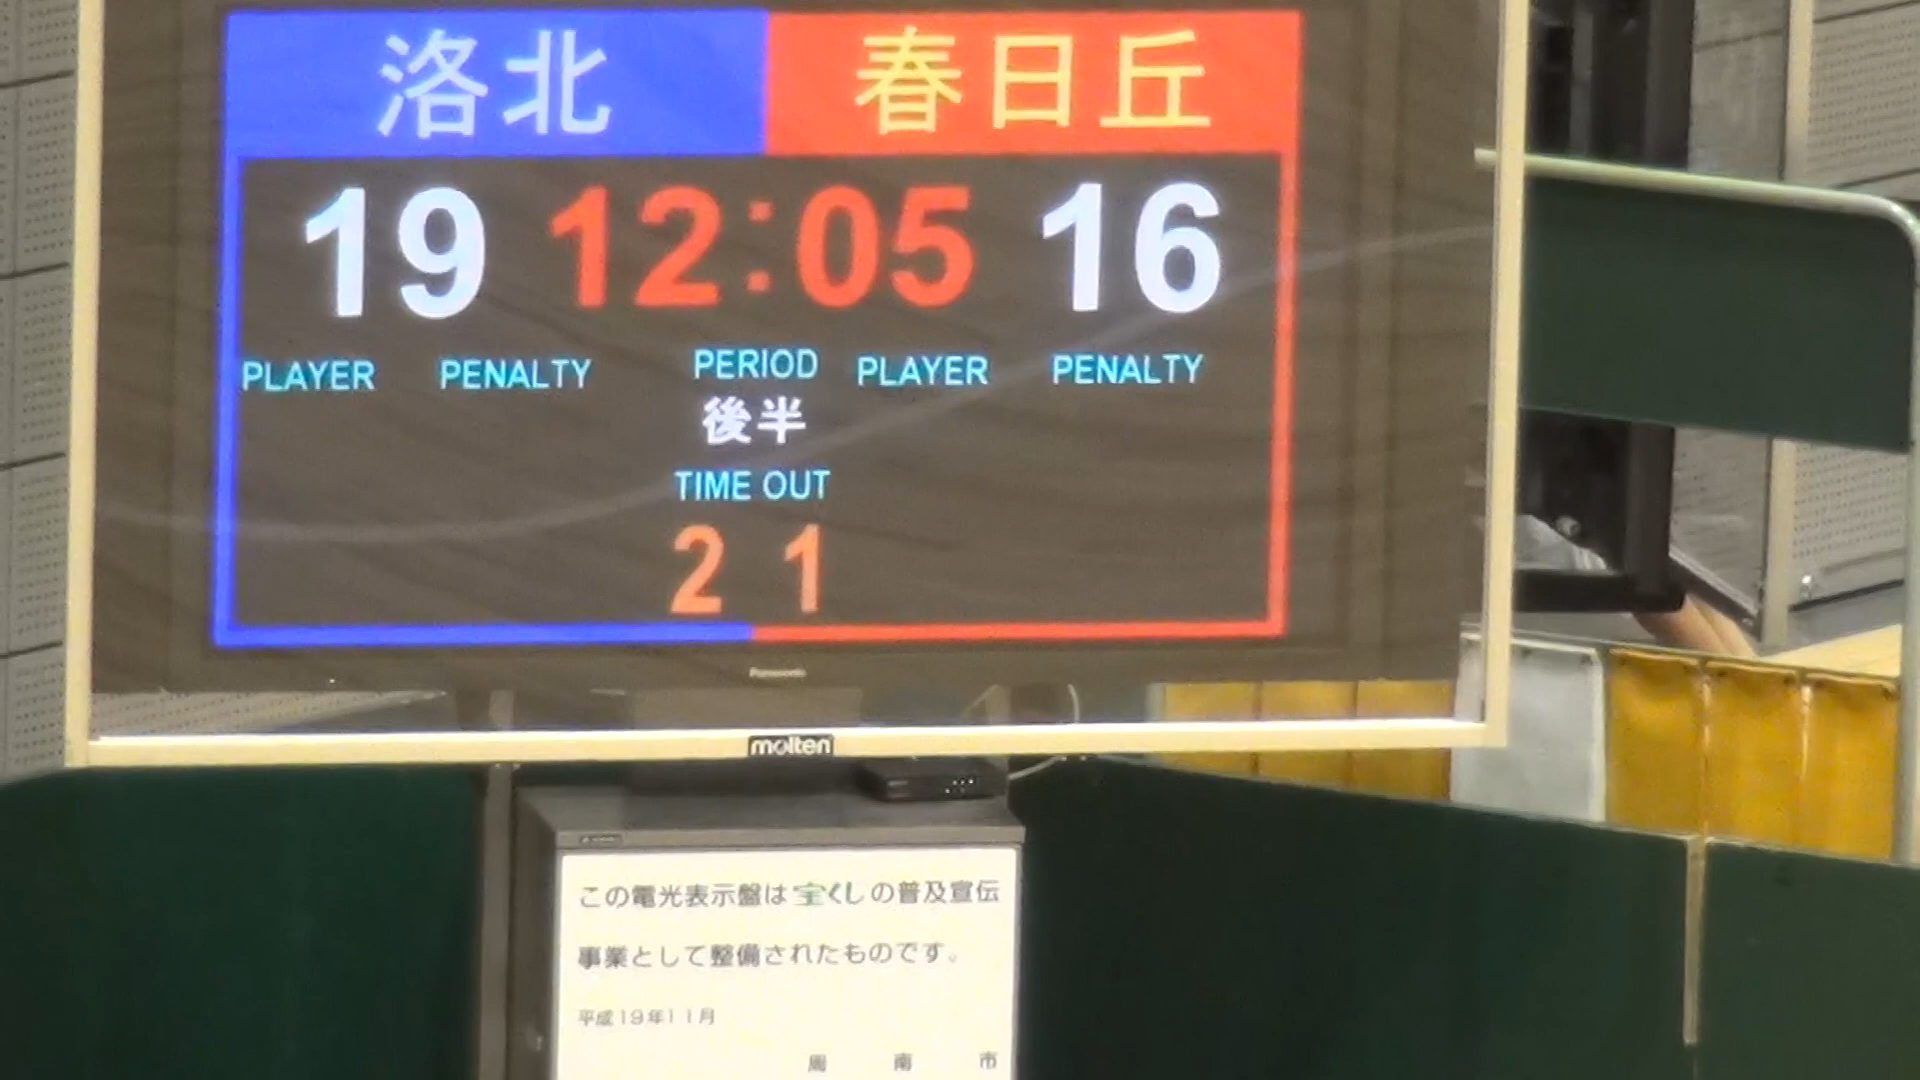 洛北 春日丘
19 12:05 16
PLAYER PENALTY PERIOD PLAYER PENALTY
後半
TIME OUT
2 1
Panasonic
molten
この電光表示盤は宝くじの普及宣伝
事業として整備されたものです。
平成19年11月
周南市